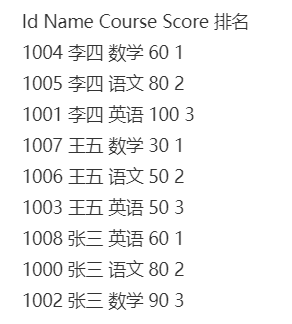 Id Name Course Score 排名
1004 李四 数学 60 1
1005 李四 语文 80 2
1001 李四 英语 100 3
1007 王五 数学 30 1
1006 王五 语文 50 2
1003 王五 英语 50 3
1008 张三 英语 60 1
1000 张三 语文 80 2
1002 张三 数学 90 3